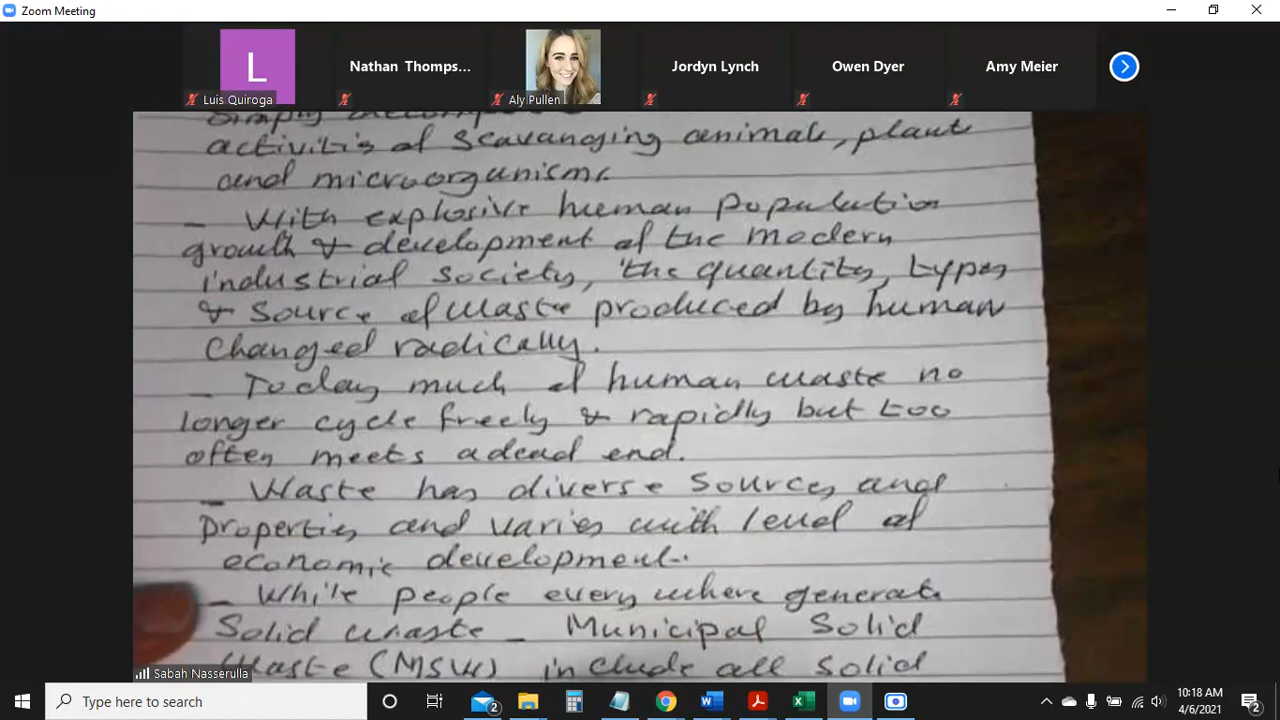 Zoom Meeting
L
Luis Quiroga
Nathan Thomps...
Aly Pullen
Jordyn Lynch
Owen Dyer
Amy Meier
Simply
activitis of scavanging animals, plant
and microorganisms
- With explosive human population
growth & development of the modern
industrial society, the quantity, types
& source of waste produced by human
changed radically.
- Today much of human waste no
longer cycle freely & rapidly but too
often meets a dead end.
- Waste has diverse sources and
properties and varies with level of
economic development.
- While people every where generate
Solid waste - Municipal Solid
Waste (MSW) include all solid
Sabah Nasserulla
Type here to search
2
10:18 AM
4/6/2021
2